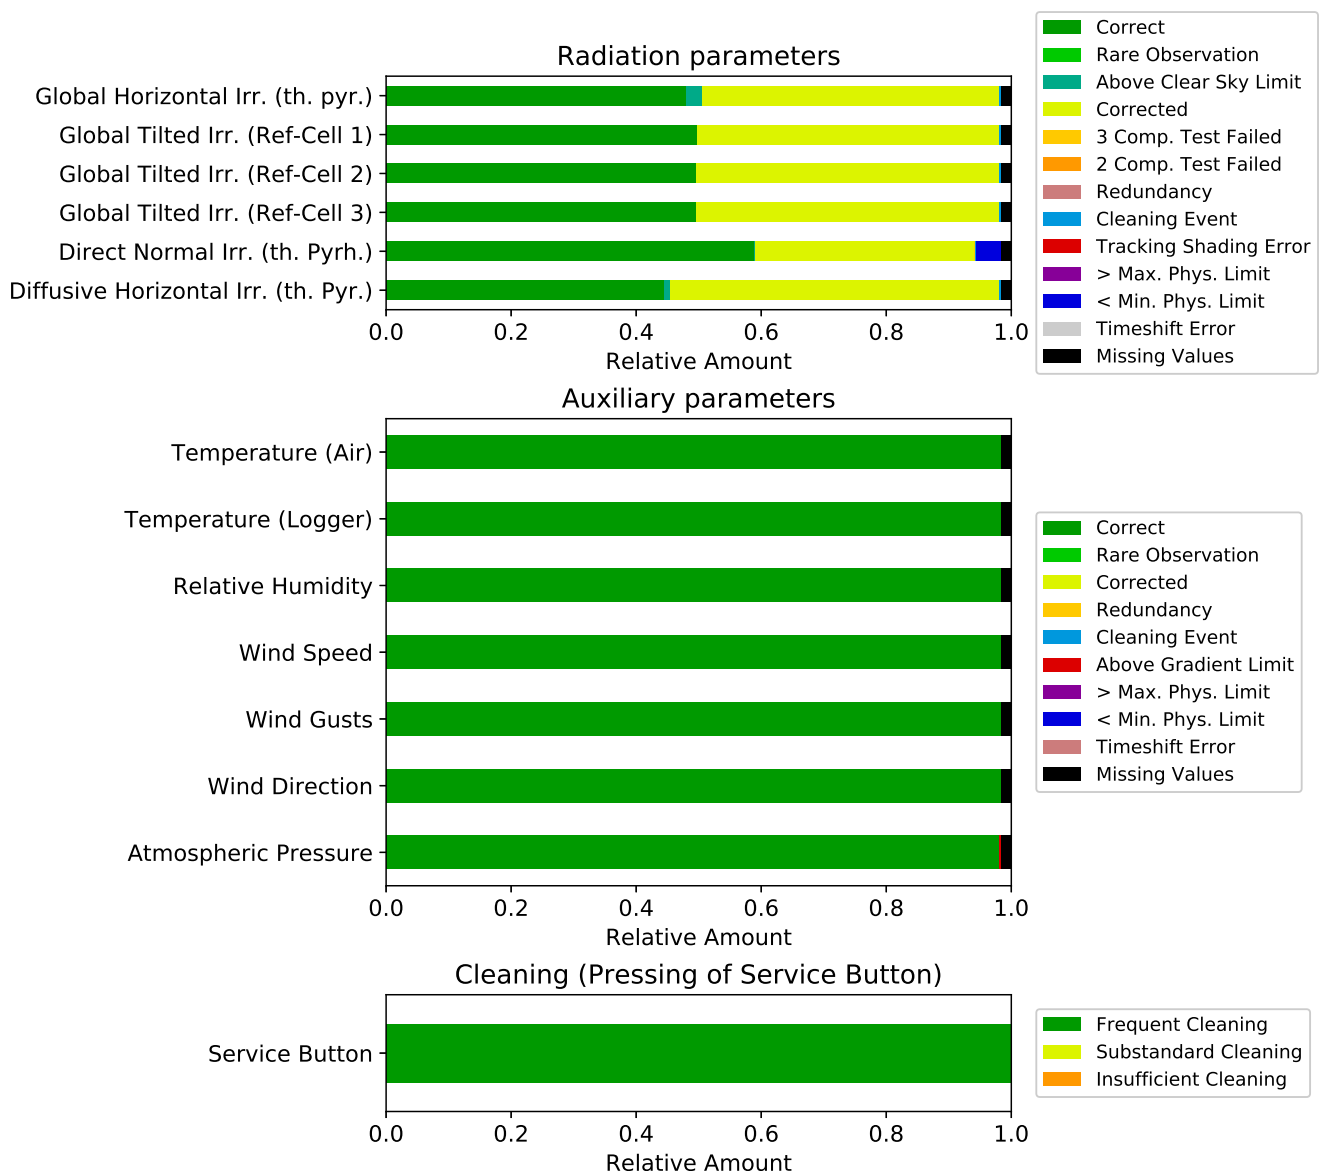 Radiation parameters
Global Horizontal Irr. (th. pyr.)
Global Tilted Irr. (Ref-Cell 1)
Global Tilted Irr. (Ref-Cell 2)
Global Tilted Irr. (Ref-Cell 3)
Direct Normal Irr. (th. Pyrh.)
Diffusive Horizontal Irr. (th. Pyr.)
0.0 0.2 0.4 0.6 0.8 1.0
Relative Amount
Correct
Rare Observation
Above Clear Sky Limit
Corrected
3 Comp. Test Failed
2 Comp. Test Failed
Redundancy
Cleaning Event
Tracking Shading Error
> Max. Phys. Limit
< Min. Phys. Limit
Timeshift Error
Missing Values
Auxiliary parameters
Temperature (Air)
Temperature (Logger)
Relative Humidity
Wind Speed
Wind Gusts
Wind Direction
Atmospheric Pressure
0.0 0.2 0.4 0.6 0.8 1.0
Relative Amount
Correct
Rare Observation
Corrected
Redundancy
Cleaning Event
Above Gradient Limit
> Max. Phys. Limit
< Min. Phys. Limit
Timeshift Error
Missing Values
Cleaning (Pressing of Service Button)
Service Button
0.0 0.2 0.4 0.6 0.8 1.0
Relative Amount
Frequent Cleaning
Substandard Cleaning
Insufficient Cleaning